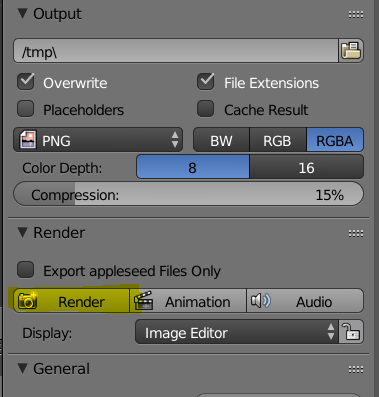 Output
/tmp\
Overwrite File Extensions
Placeholders Cache Result
PNG BW RGB RGBA
Color Depth: 8 16
Compression: 15%
Render
Export appleseed Files Only
Render Animation Audio
Display: Image Editor
General